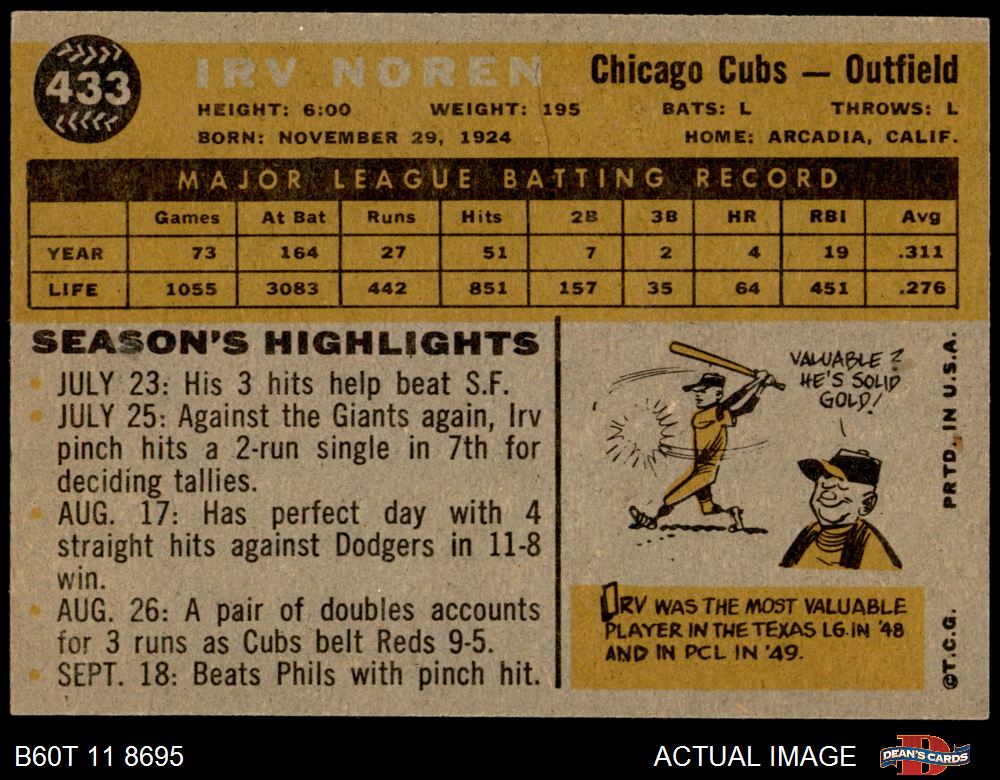 433
IRV NOREN
Chicago Cubs — Outfield
HEIGHT: 6:00 WEIGHT: 195 BATS: L THROWS: L
BORN: NOVEMBER 29, 1924 HOME: ARCADIA, CALIF.
MAJOR LEAGUE BATTING RECORD
Games At Bat Runs Hits 2B 3B HR RBI Avg
YEAR 73 164 27 51 7 2 4 19 .311
LIFE 1055 3083 442 851 157 35 64 451 .276
SEASON'S HIGHLIGHTS
JULY 23: His 3 hits help beat S.F.
JULY 25: Against the Giants again, Irv
pinch hits a 2-run single in 7th for
deciding tallies.
AUG. 17: Has perfect day with 4
straight hits against Dodgers in 11-8
win.
AUG. 26: A pair of doubles accounts
for 3 runs as Cubs belt Reds 9-5.
SEPT. 18: Beats Phils with pinch hit.
VALUABLE?
HE'S SOLID
GOLD!
IRV WAS THE MOST VALUABLE
PLAYER IN THE TEXAS LG. IN '48
AND IN PCL IN '49.
PRTD. IN U.S.A.
©T.C.G.
B60T 11 8695
ACTUAL IMAGE
DEAN'S CARDS